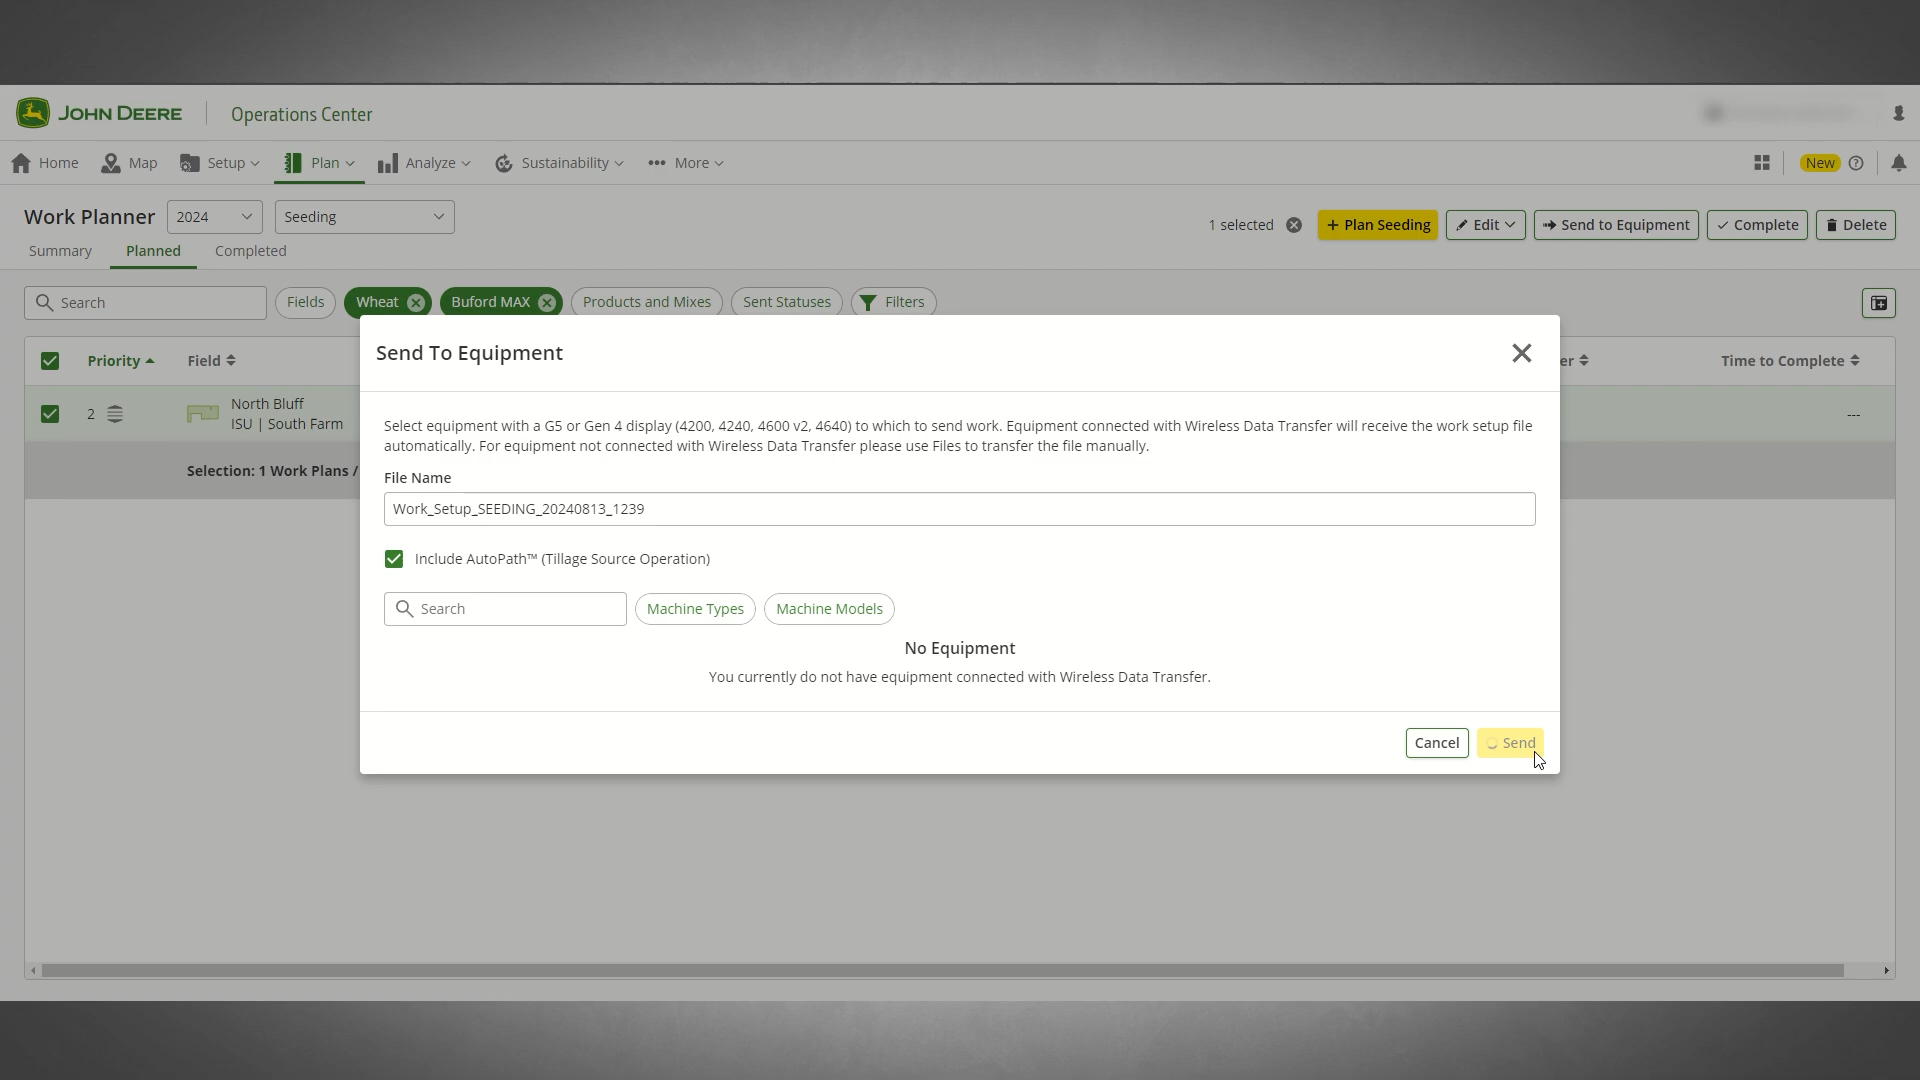 JOHN DEERE
Operations Center
Home
Map
Setup
Plan
Analyze
Sustainability
More
New
Work Planner
2024
Seeding
1 selected
Plan Seeding
Edit
Send to Equipment
Complete
Delete
Summary
Planned
Completed
Search
Fields
Wheat
Buford MAX
Products and Mixes
Sent Statuses
Filters
Priority
Field
er
Time to Complete
2
North Bluff
ISU | South Farm
---
Selection: 1 Work Plans /
Send To Equipment
Select equipment with a G5 or Gen 4 display (4200, 4240, 4600 v2, 4640) to which to send work. Equipment connected with Wireless Data Transfer will receive the work setup file
automatically. For equipment not connected with Wireless Data Transfer please use Files to transfer the file manually.
File Name
Work_Setup_SEEDING_20240813_1239
Include AutoPath™ (Tillage Source Operation)
Search
Machine Types
Machine Models
No Equipment
You currently do not have equipment connected with Wireless Data Transfer.
Cancel
Send